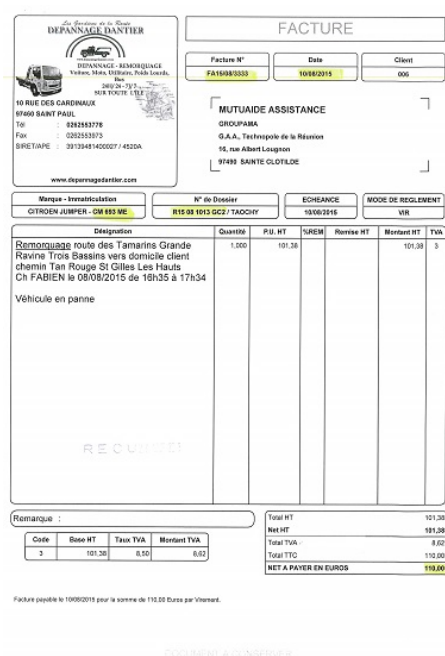 Les Gardiens de la Route
DEPANNAGE DANTIER
DEPANNAGE - REMORQUAGE
Voiture, Moto, Utilitaire, Poids Lourds,
Bus
24H/24 - 7J/7
SUR TOUTE L'ILE
10 RUE DES CARDINAUX
97460 SAINT PAUL
Tél : 0262553778
Fax : 0262553973
SIRET/APE : 39139481400027 / 4520A
www.depannagedantier.com
FACTURE
Facture N° Date Client
FA15/08/3333 10/08/2015 006
MUTUAIDE ASSISTANCE
GROUPAMA
G.A.A., Technopole de la Réunion
16, rue Albert Lougnon
97490 SAINTE CLOTILDE
Marque - Immatriculation N° de Dossier ECHEANCE MODE DE REGLEMENT
CITROEN JUMPER - CM 693 ME R15 08 1013 GC2 / TAOCHY 10/08/2015 VIR
Désignation Quantité P.U. HT %REM Remise HT Montant HT TVA
Remorquage route des Tamarins Grande 1,000 101,38 101,38 3
Ravine Trois Bassins vers domicile client
chemin Tan Rouge St Gilles Les Hauts
Ch FABIEN le 08/08/2015 de 16h35 à 17h34
Véhicule en panne
Remarque :
Code Base HT Taux TVA Montant TVA
3 101,38 8,50 8,62
Total HT 101,38
Net HT 101,38
Total TVA 8,62
Total TTC 110,00
NET A PAYER EN EUROS 110,00
Facture payable le 10/08/2015 pour la somme de 110,00 Euros par Virement.
DOCUMENT A CONSERVER